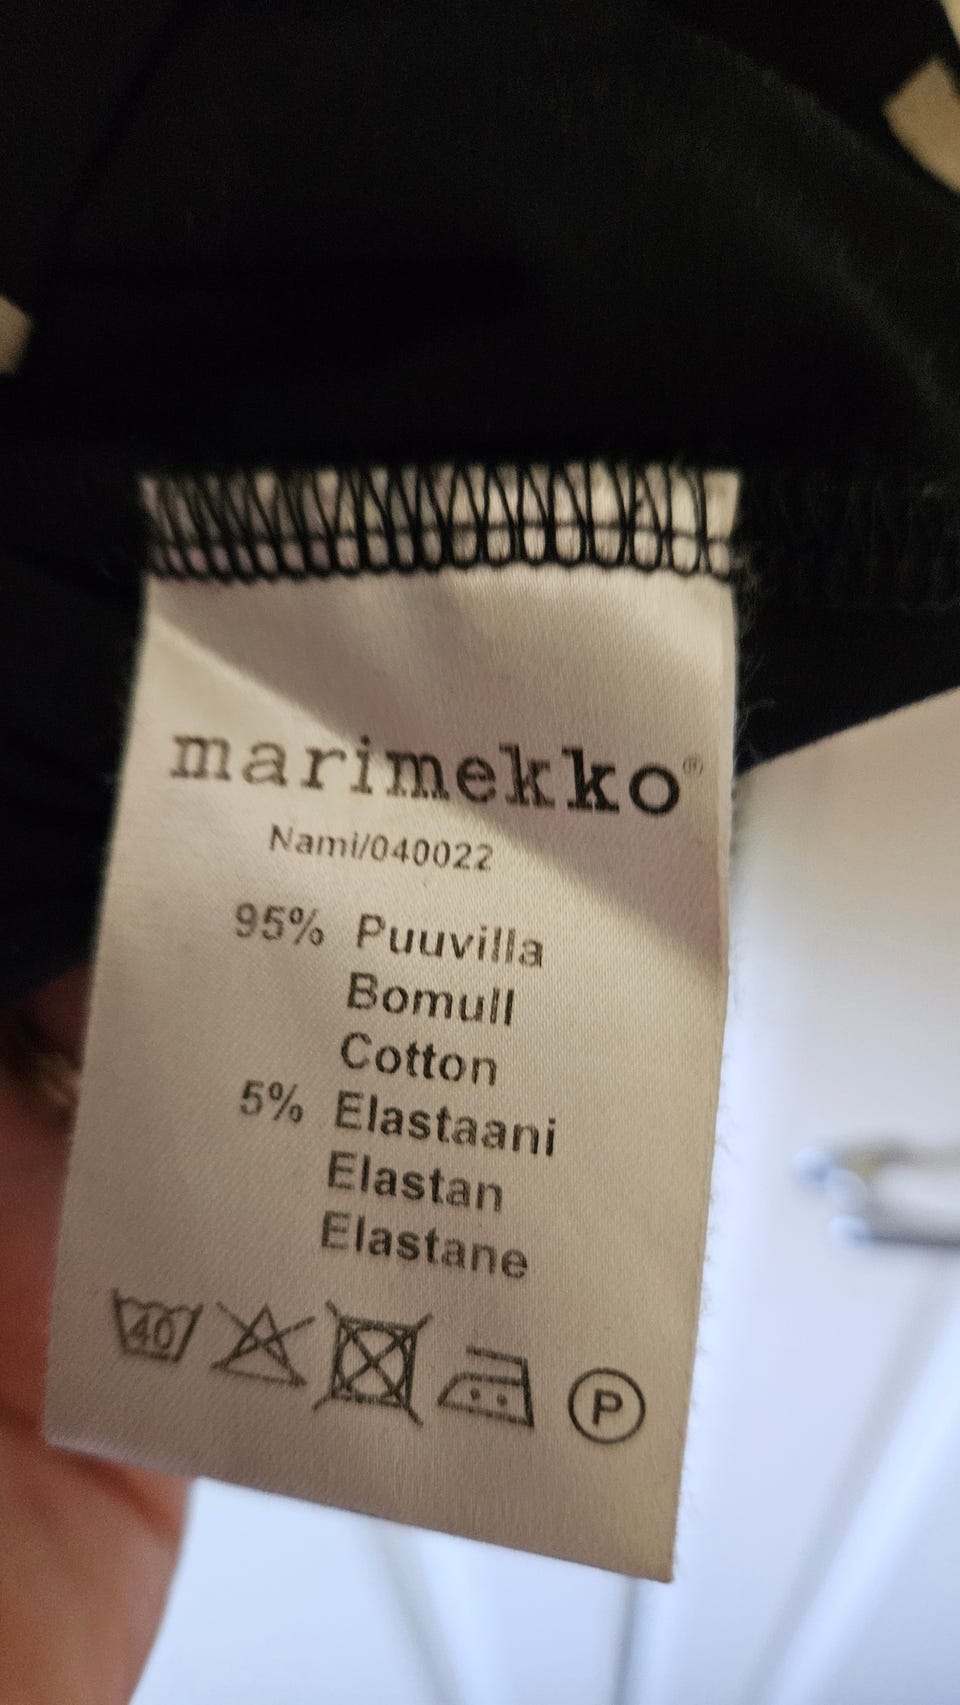 marimekko®
Nami/040022
95% Puuvilla
Bomull
Cotton
5% Elastaani
Elastan
Elastane
40
P